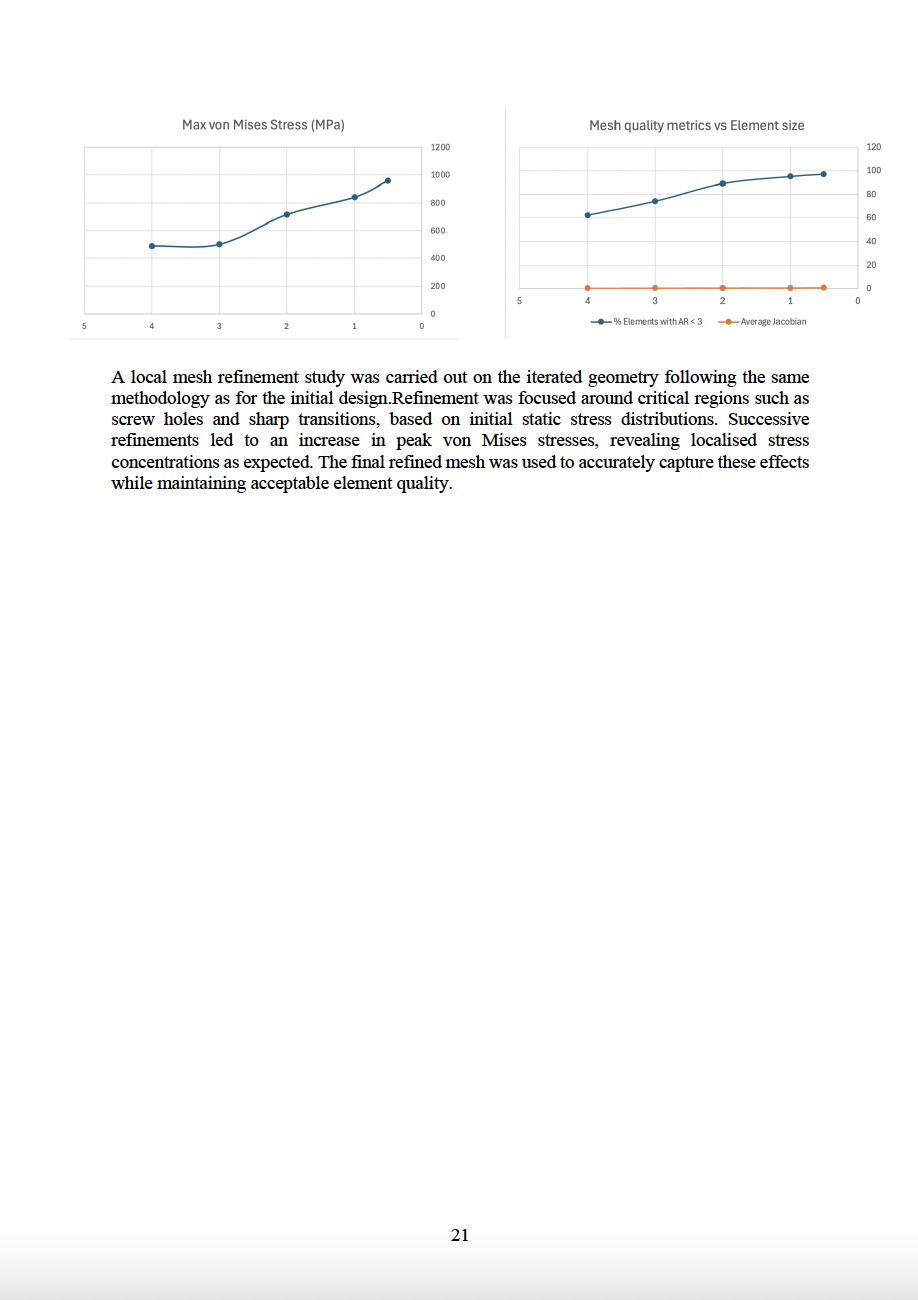 Max von Mises Stress (MPa)
1200
1000
800
600
400
200
0
5 4 3 2 1 0
Mesh quality metrics vs Element size
120
100
80
60
40
20
0
5 4 3 2 1 0
% Elements with AR < 3 Average Jacobian
A local mesh refinement study was carried out on the iterated geometry following the same
methodology as for the initial design.Refinement was focused around critical regions such as
screw holes and sharp transitions, based on initial static stress distributions. Successive
refinements led to an increase in peak von Mises stresses, revealing localised stress
concentrations as expected. The final refined mesh was used to accurately capture these effects
while maintaining acceptable element quality.
21